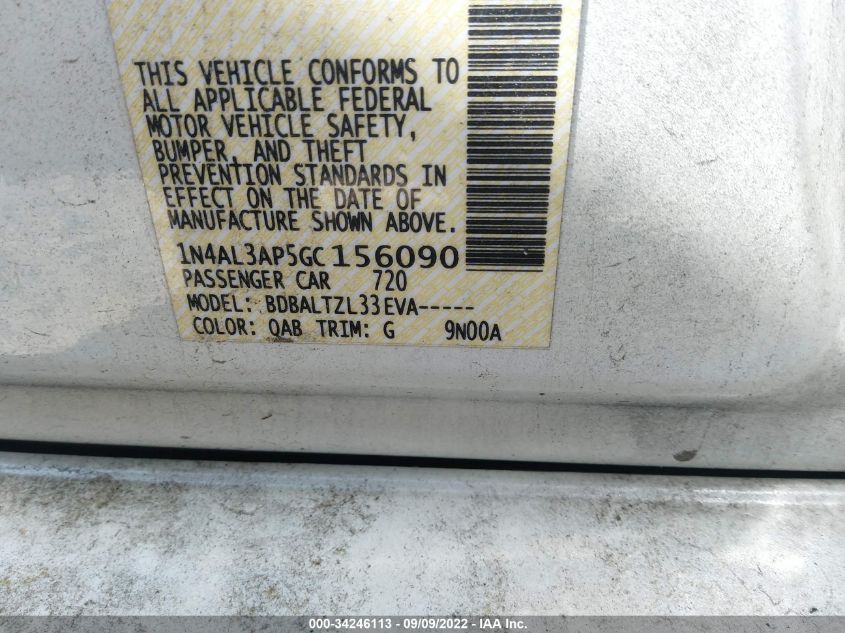 THIS VEHICLE CONFORMS TO
ALL APPLICABLE FEDERAL
MOTOR VEHICLE SAFETY,
BUMPER, AND THEFT
PREVENTION STANDARDS IN
EFFECT ON THE DATE OF
MANUFACTURE SHOWN ABOVE.
1N4AL3AP5GC156090
PASSENGER CAR 720
MODEL: BDBALTZL33EVA-----
COLOR: QAB TRIM: G 9N00A
000-34246113 - 09/09/2022 - IAA Inc.